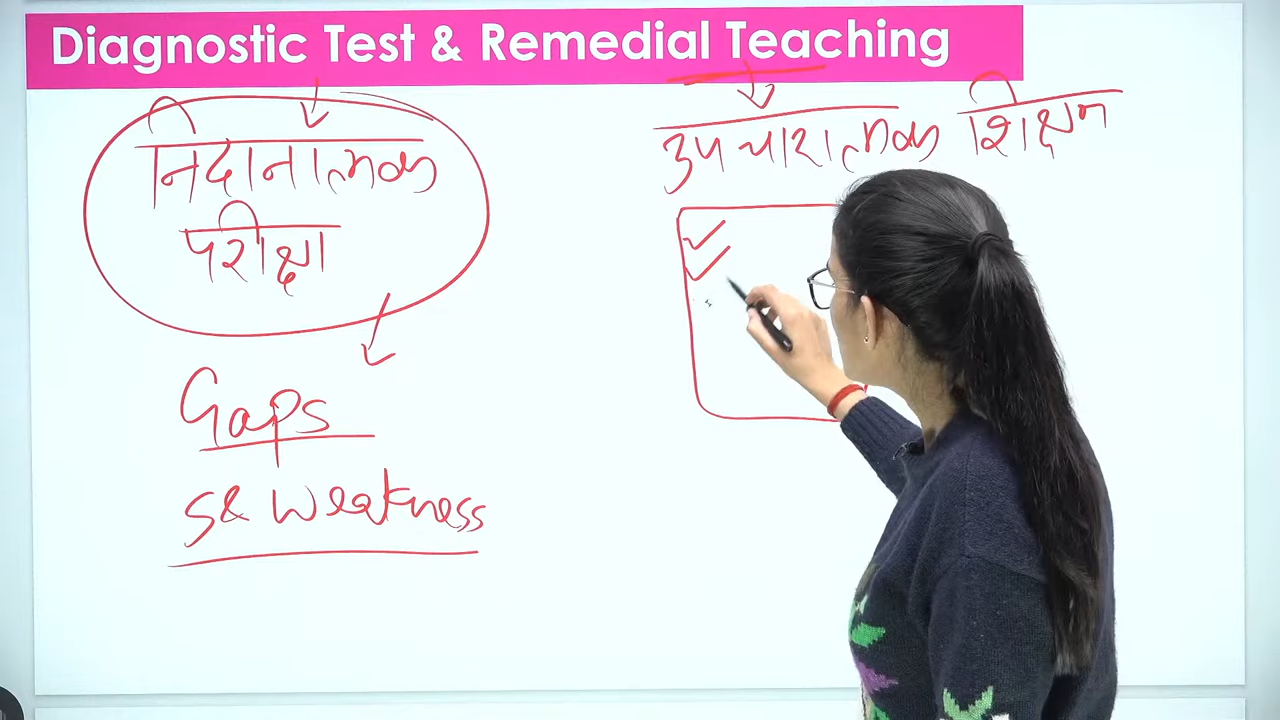 Diagnostic Test & Remedial Teaching
निदानात्मक
परीक्षा
Gaps
S & Weakness
उपचारात्मक शिक्षण